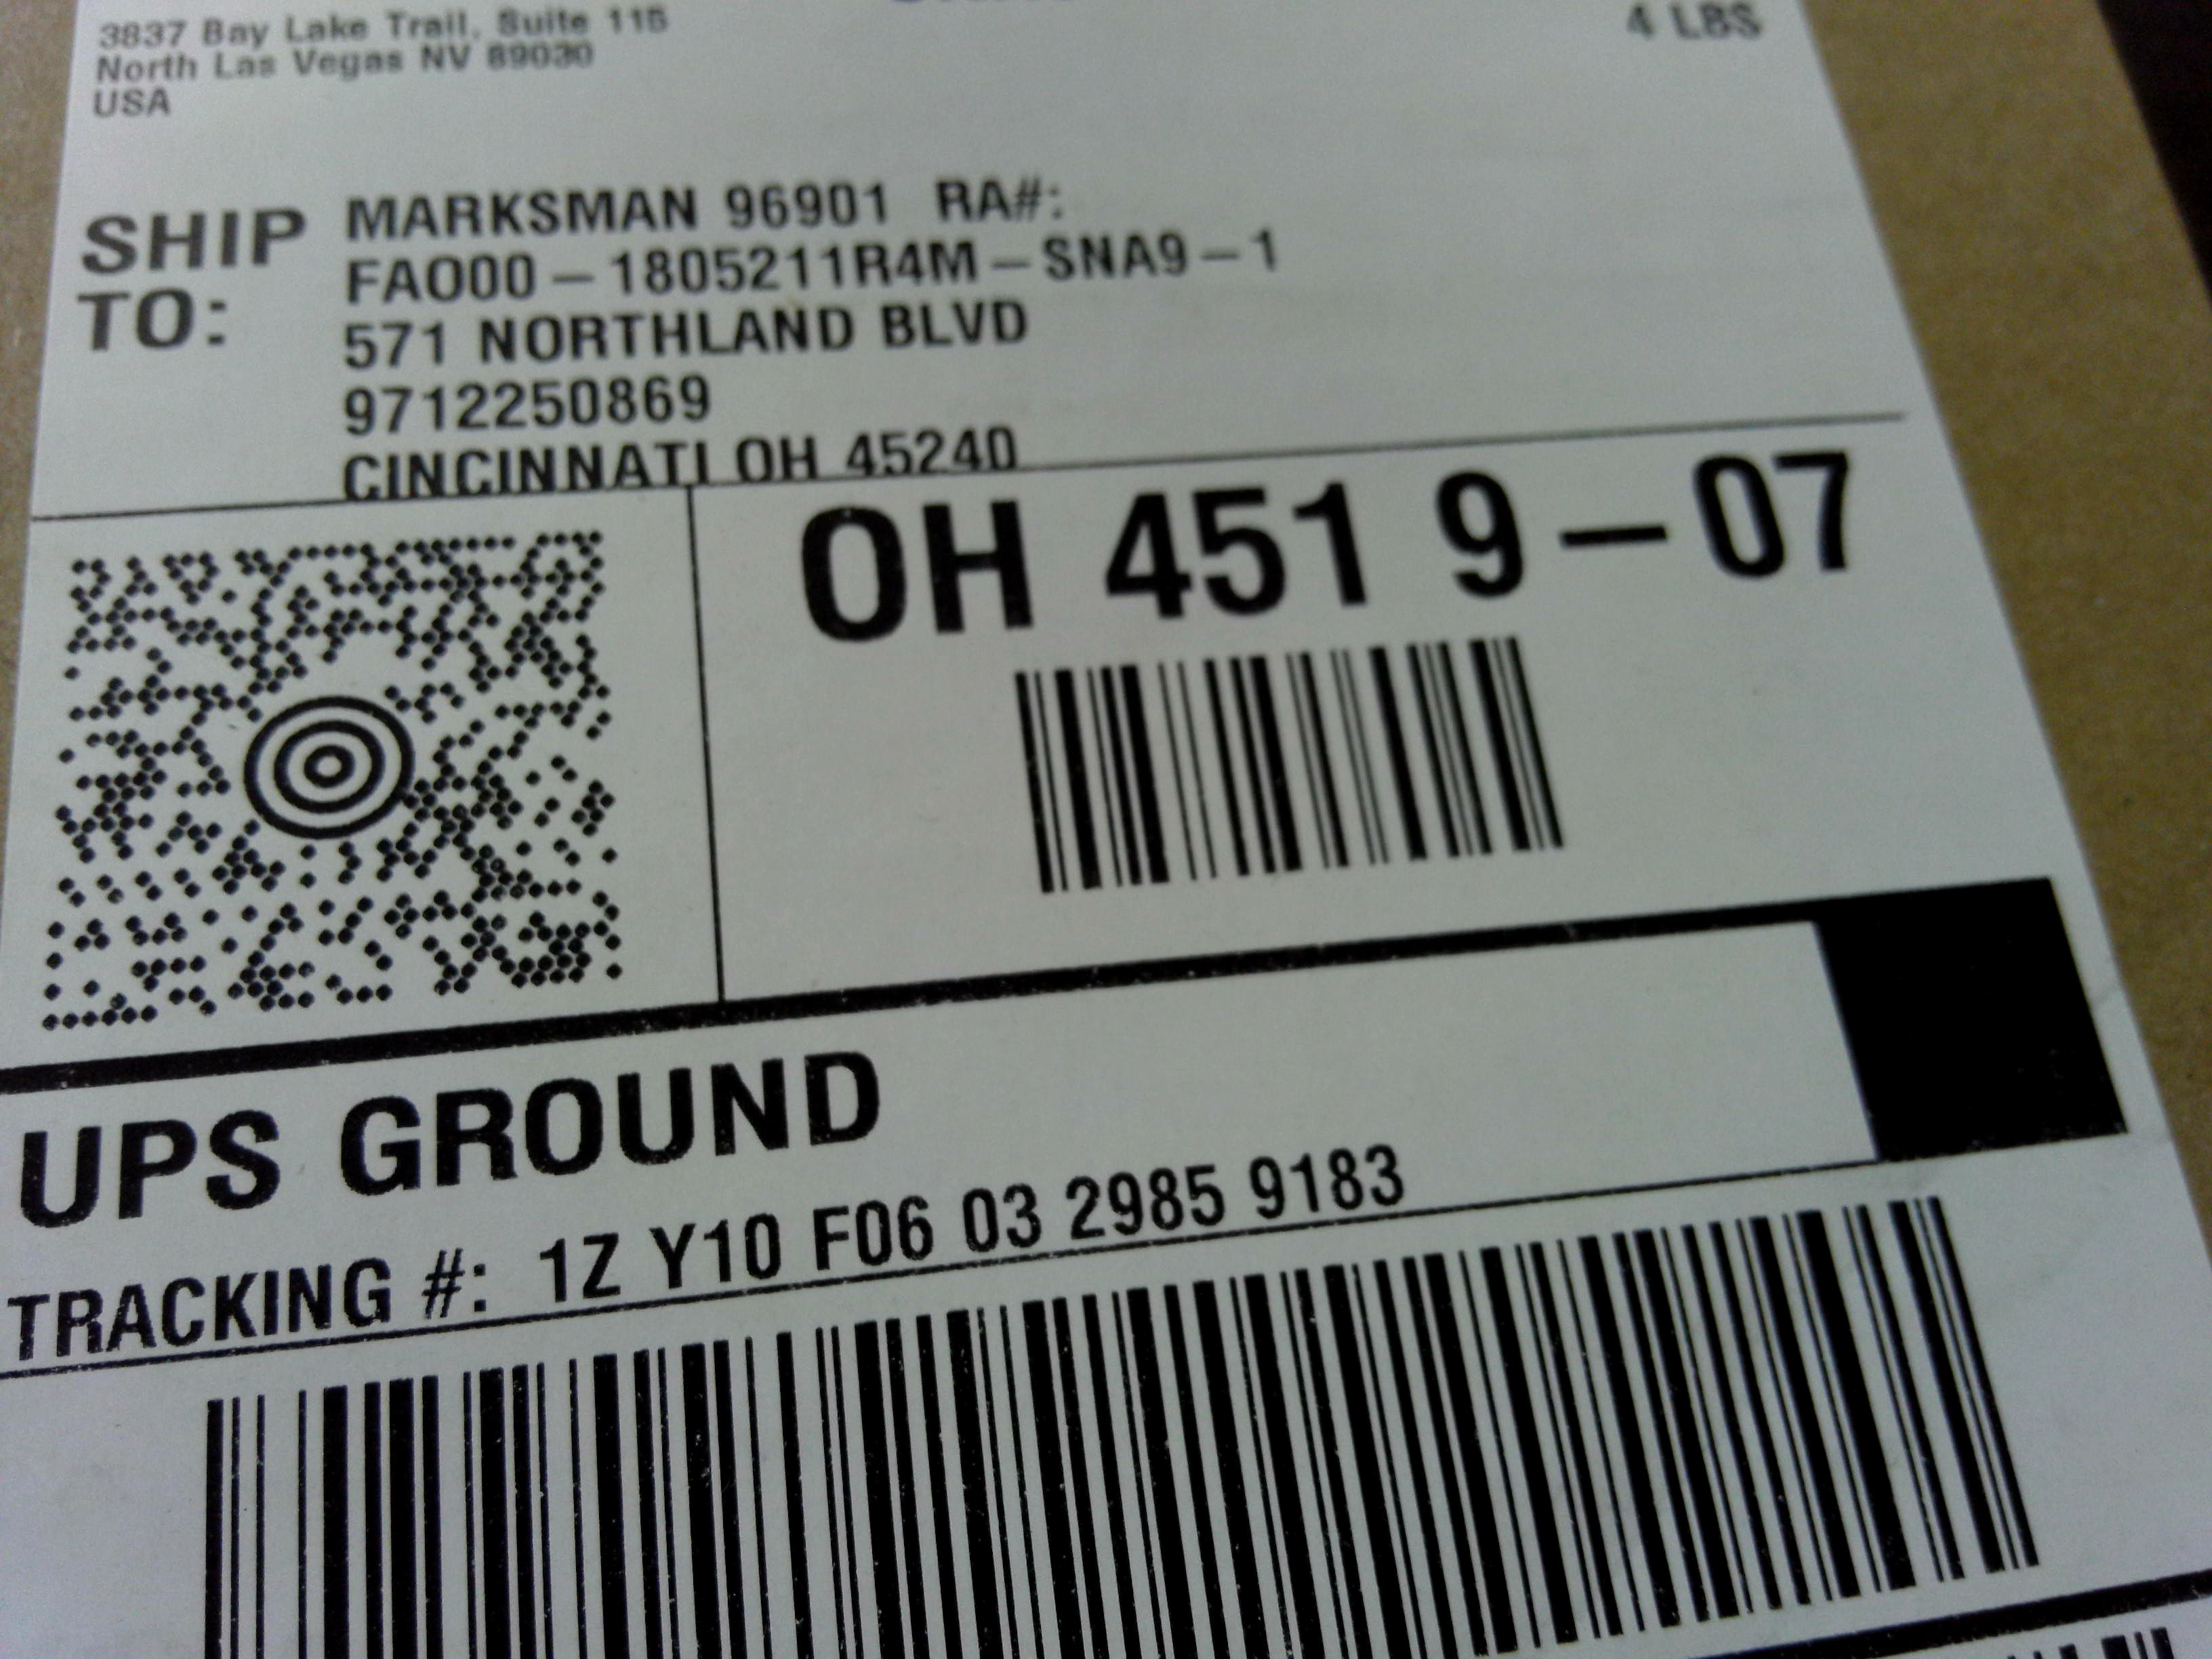 3837 Bay Lake Trail, Suite 115
North Las Vegas NV 89030
USA
4 LBS
SHIP TO:
MARKSMAN 96901 RA#:
FAO00 – 1805211R4M – SNA9 – 1
571 NORTHLAND BLVD
9712250869
CINCINNATI OH 45240
OH 451 9 – 07
UPS GROUND
TRACKING #: 1Z Y10 F06 03 2985 9183